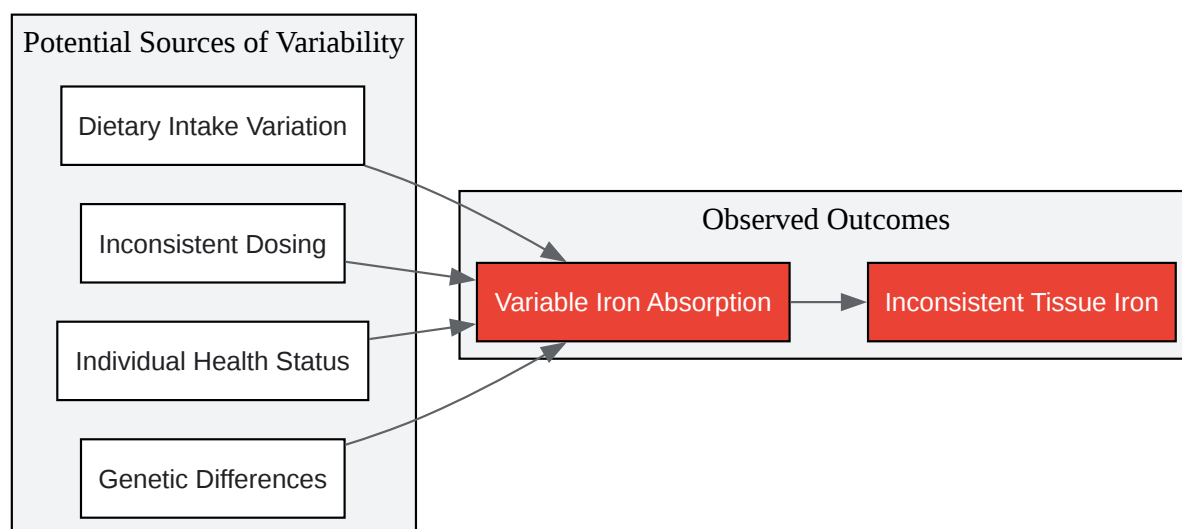 Potential Sources of Variability
Dietary Intake Variation
Inconsistent Dosing
Individual Health Status
Genetic Differences
Observed Outcomes
Variable Iron Absorption
Inconsistent Tissue Iron